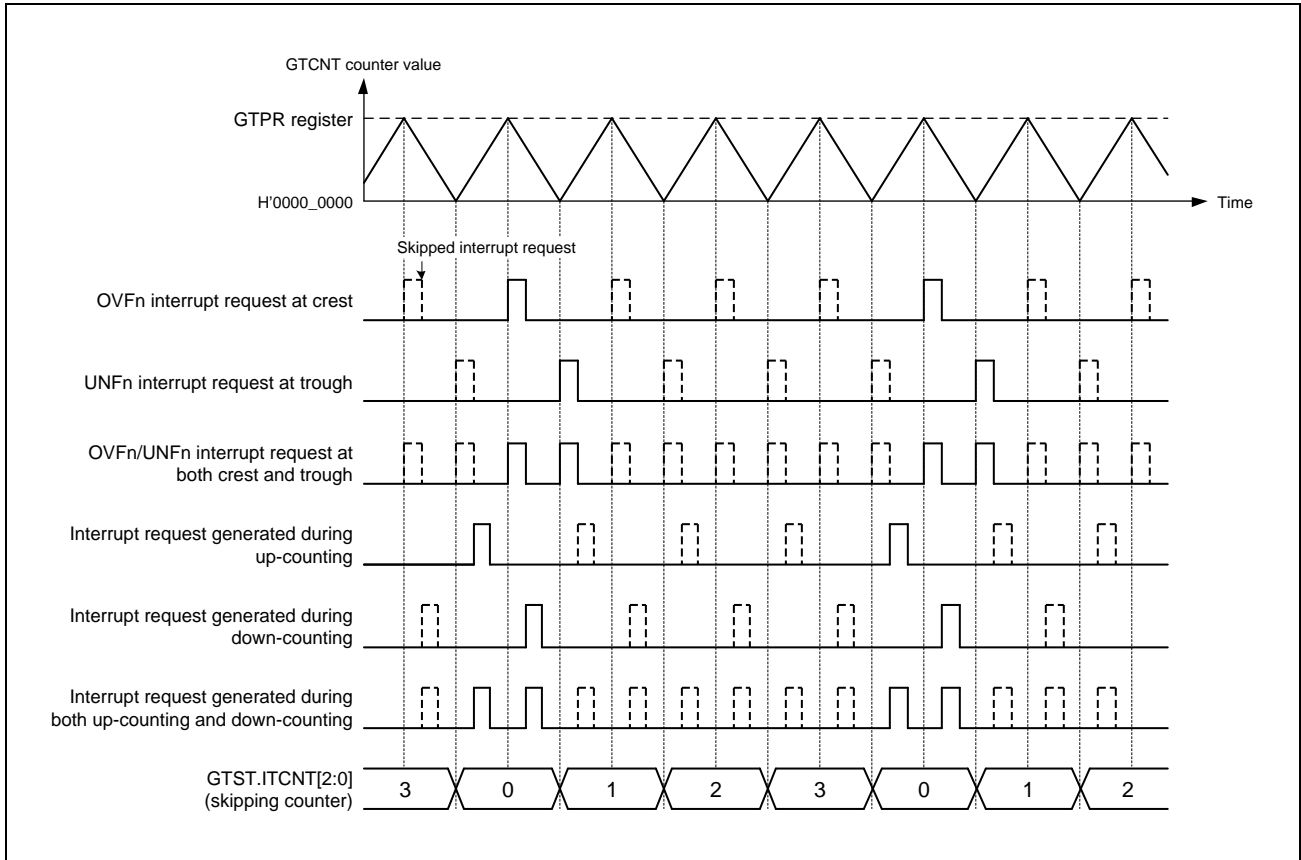 GTCNT counter value
GTPR register
H'0000_0000
Time
Skipped interrupt request
OVFn interrupt request at crest
UNFn interrupt request at trough
OVFn/UNFn interrupt request at
both crest and trough
Interrupt request generated during
up-counting
Interrupt request generated during
down-counting
Interrupt request generated during
both up-counting and down-counting
GTST.ITCNT[2:0]
(skipping counter)
3 0 1 2 3 0 1 2